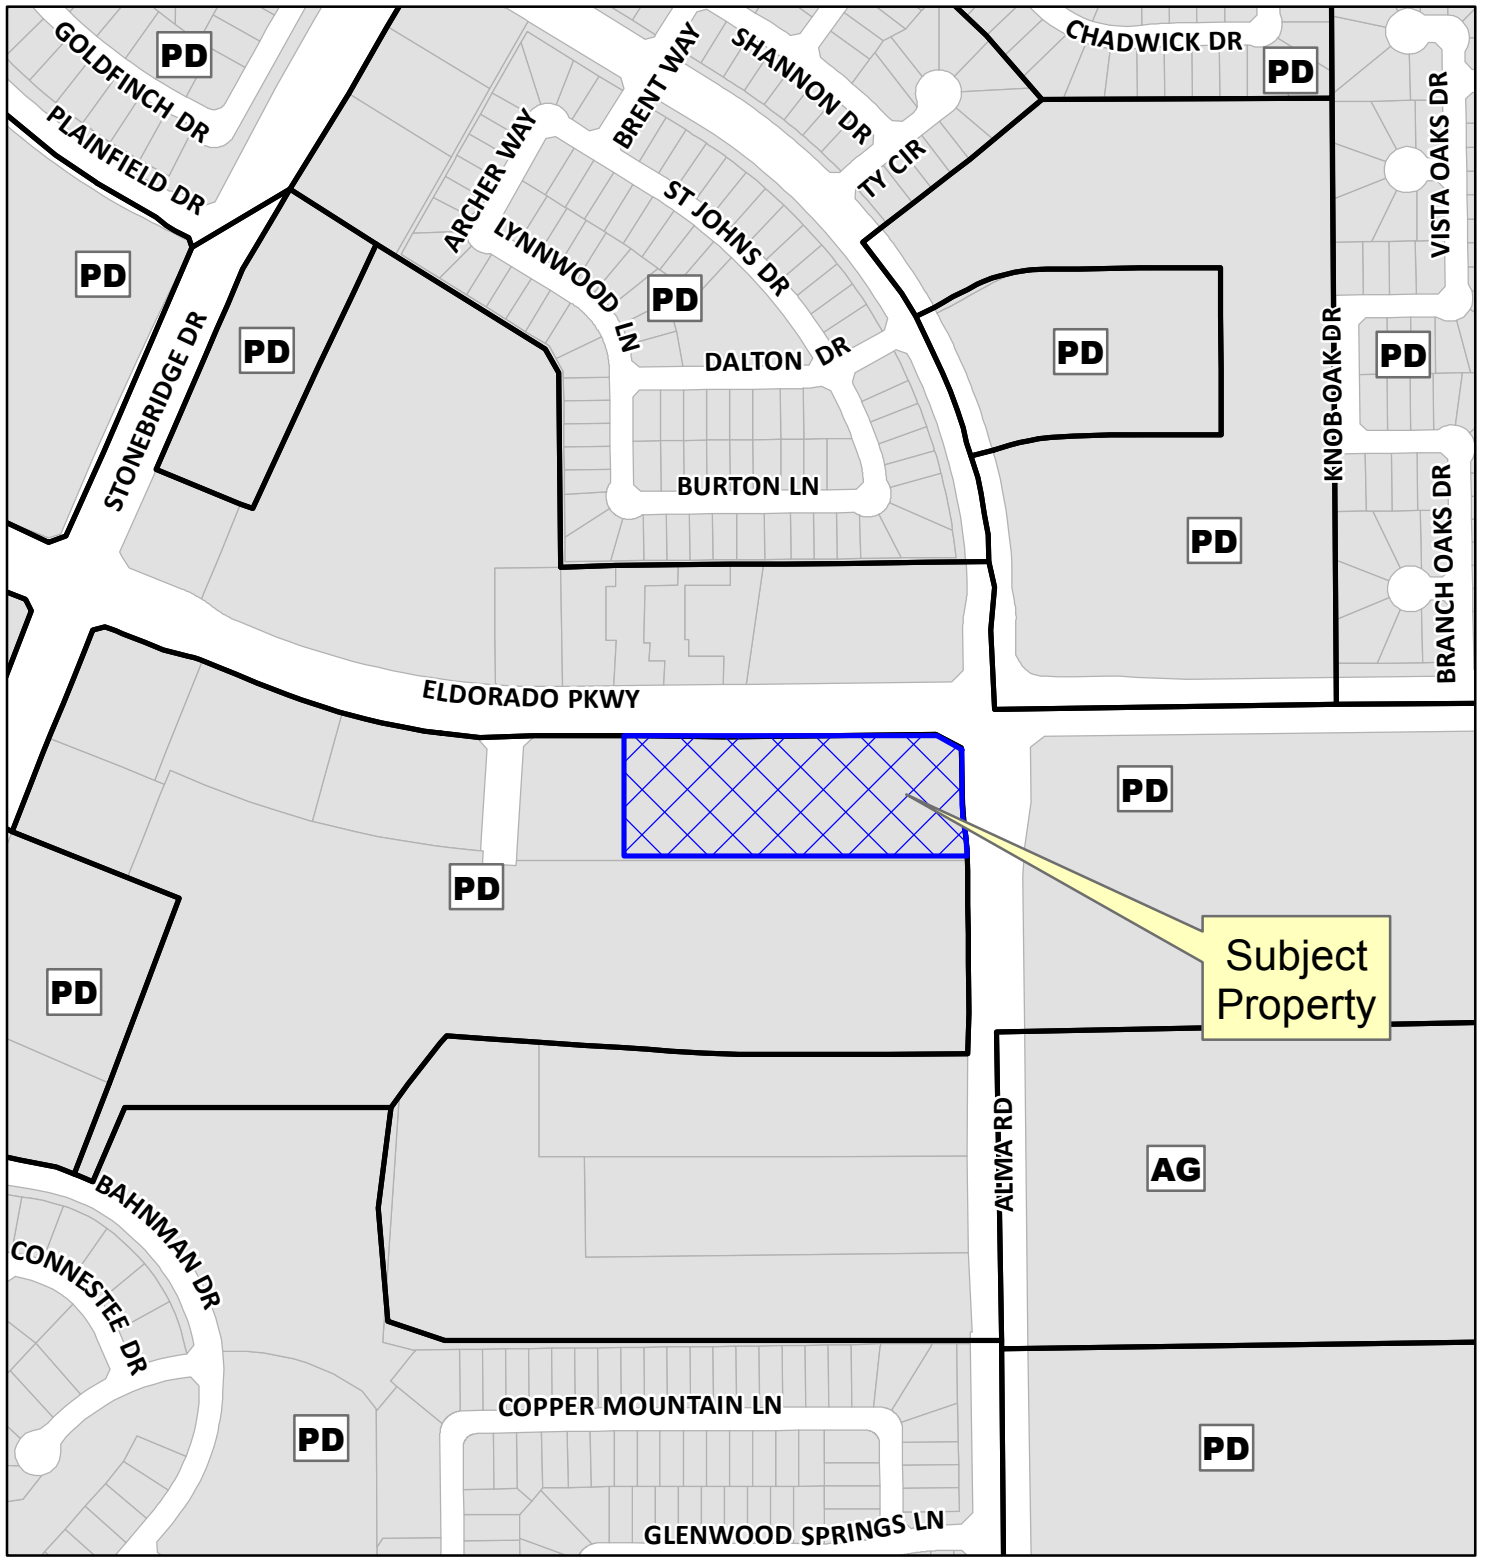 GOLDFINCH DR
PD
PLAINFIELD DR
PD
STONEBRIDGE DR
PD
ARCHER WAY
BRENT WAY
SHANNON DR
TY CIR
CHADWICK DR
PD
VISTA OAKS DR
ST JOHNS DR
LYNNWOOD LN
PD
DALTON DR
BURTON LN
PD
KNOB OAK DR
PD
PD
BRANCH OAKS DR
ELDORADO PKWY
PD
PD
Subject
Property
PD
ALMA RD
AG
BAHNMAN DR
CONNESTEE DR
PD
COPPER MOUNTAIN LN
PD
GLENWOOD SPRINGS LN